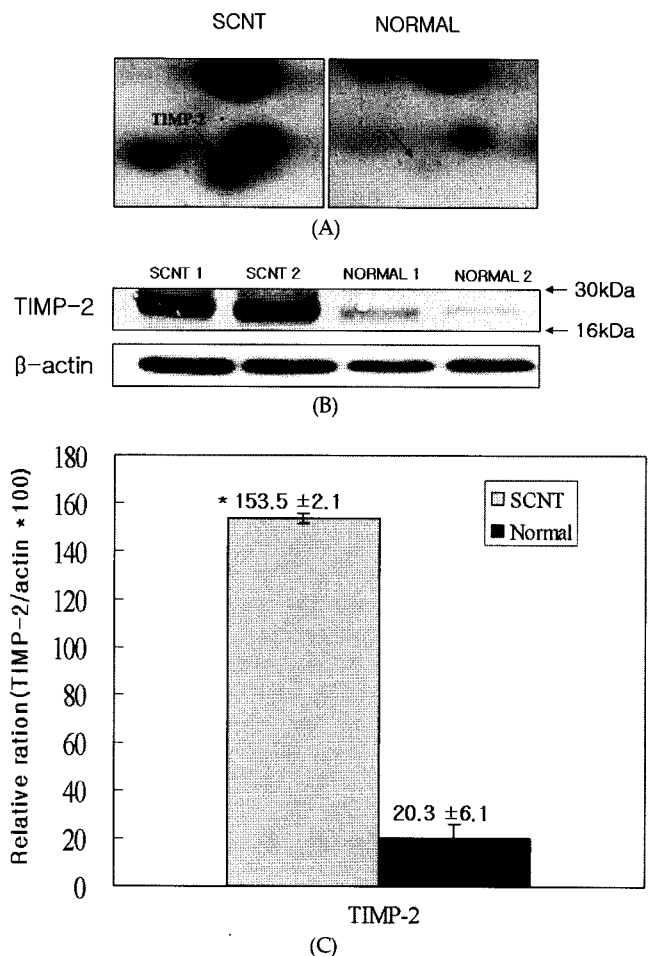 SCNT NORMAL
TIMP-2
(A)
SCNT 1 SCNT 2 NORMAL 1 NORMAL 2
30kDa
TIMP-2
16kDa
β-actin
(B)
180
160
140
120
100
80
60
40
20
0
Relative ration(TIMP-2/actin *100)
* 153.5 ±2.1
SCNT
Normal
20.3 ±6.1
TIMP-2
(C)